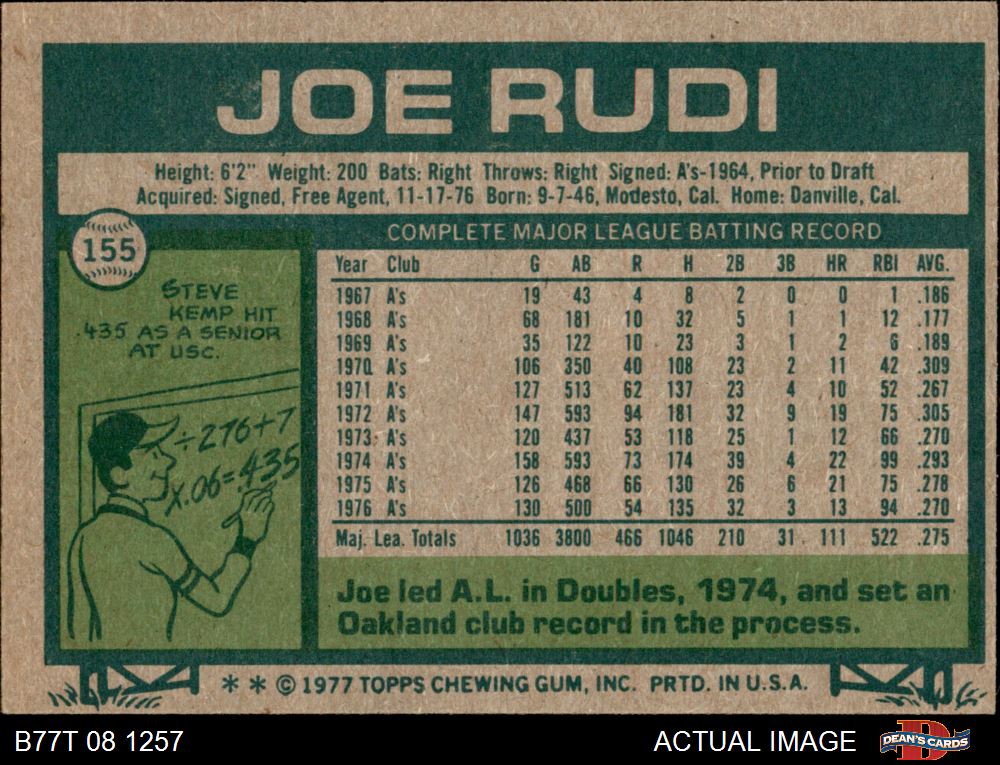 JOE RUDI
Height: 6'2" Weight: 200 Bats: Right Throws: Right Signed: A's-1964, Prior to Draft
Acquired: Signed, Free Agent, 11-17-76 Born: 9-7-46, Modesto, Cal. Home: Danville, Cal.
155
STEVE
KEMP HIT
.435 AS A SENIOR
AT USC.
÷276+7
X.06=.435
COMPLETE MAJOR LEAGUE BATTING RECORD
Year Club G AB R H 2B 3B HR RBI AVG.
1967 A's 19 43 4 8 2 0 0 1 .186
1968 A's 68 181 10 32 5 1 1 12 .177
1969 A's 35 122 10 23 3 1 2 6 .189
1970 A's 106 350 40 108 23 2 11 42 .309
1971 A's 127 513 62 137 23 4 10 52 .267
1972 A's 147 593 94 181 32 9 19 75 .305
1973 A's 120 437 53 118 25 1 12 66 .270
1974 A's 158 593 73 174 39 4 22 99 .293
1975 A's 126 468 66 130 26 6 21 75 .278
1976 A's 130 500 54 135 32 3 13 94 .270
Maj. Lea. Totals 1036 3800 466 1046 210 31 111 522 .275
Joe led A.L. in Doubles, 1974, and set an
Oakland club record in the process.
* * © 1977 TOPPS CHEWING GUM, INC. PRTD. IN U.S.A.
B77T 08 1257 ACTUAL IMAGE DEAN'S CARDS